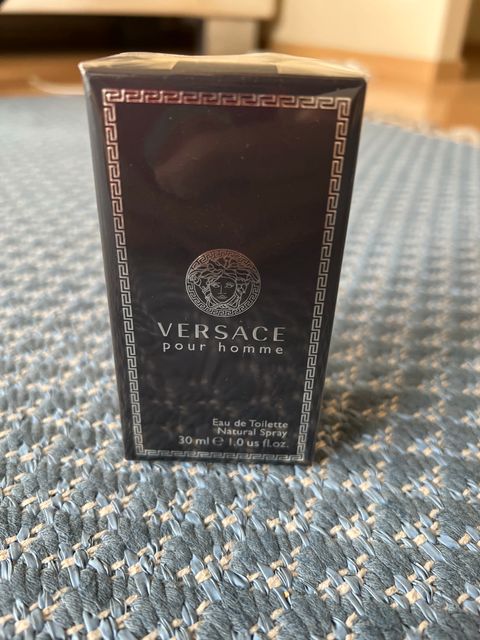 VERSACE
pour homme
Eau de Toilette
Natural Spray
30 ml ℮ 1.0 us fl.oz.